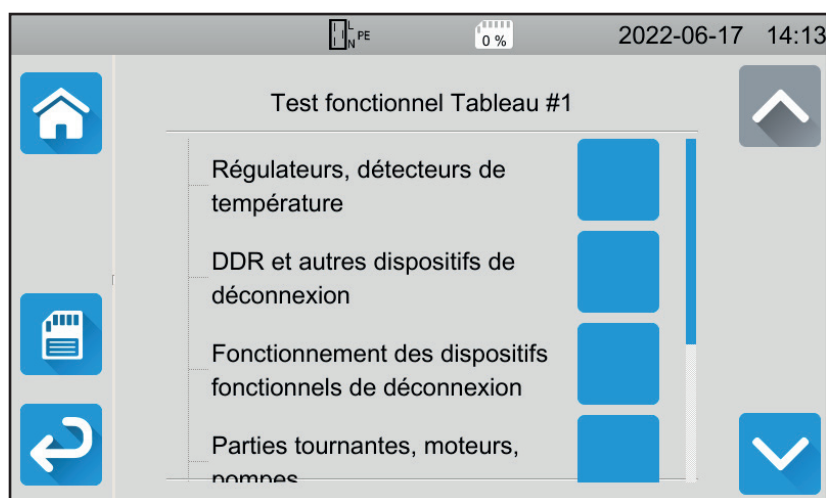 L
N PE
0 %
2022-06-17 14:13
Test fonctionnel Tableau #1
Régulateurs, détecteurs de
température
DDR et autres dispositifs de
déconnexion
Fonctionnement des dispositifs
fonctionnels de déconnexion
Parties tournantes, moteurs,
pompes